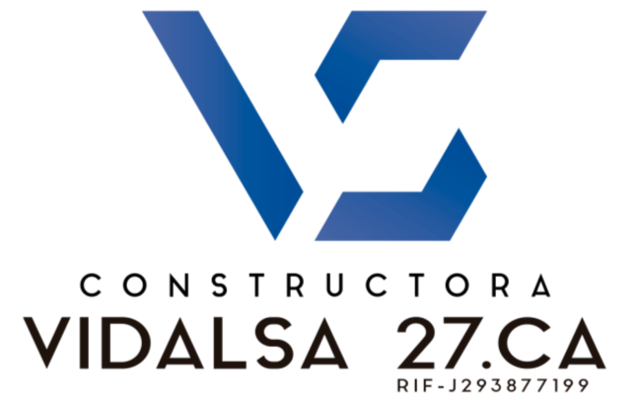 CONSTRUCTORA
VIDALSA 27.CA
RIF-J293877199